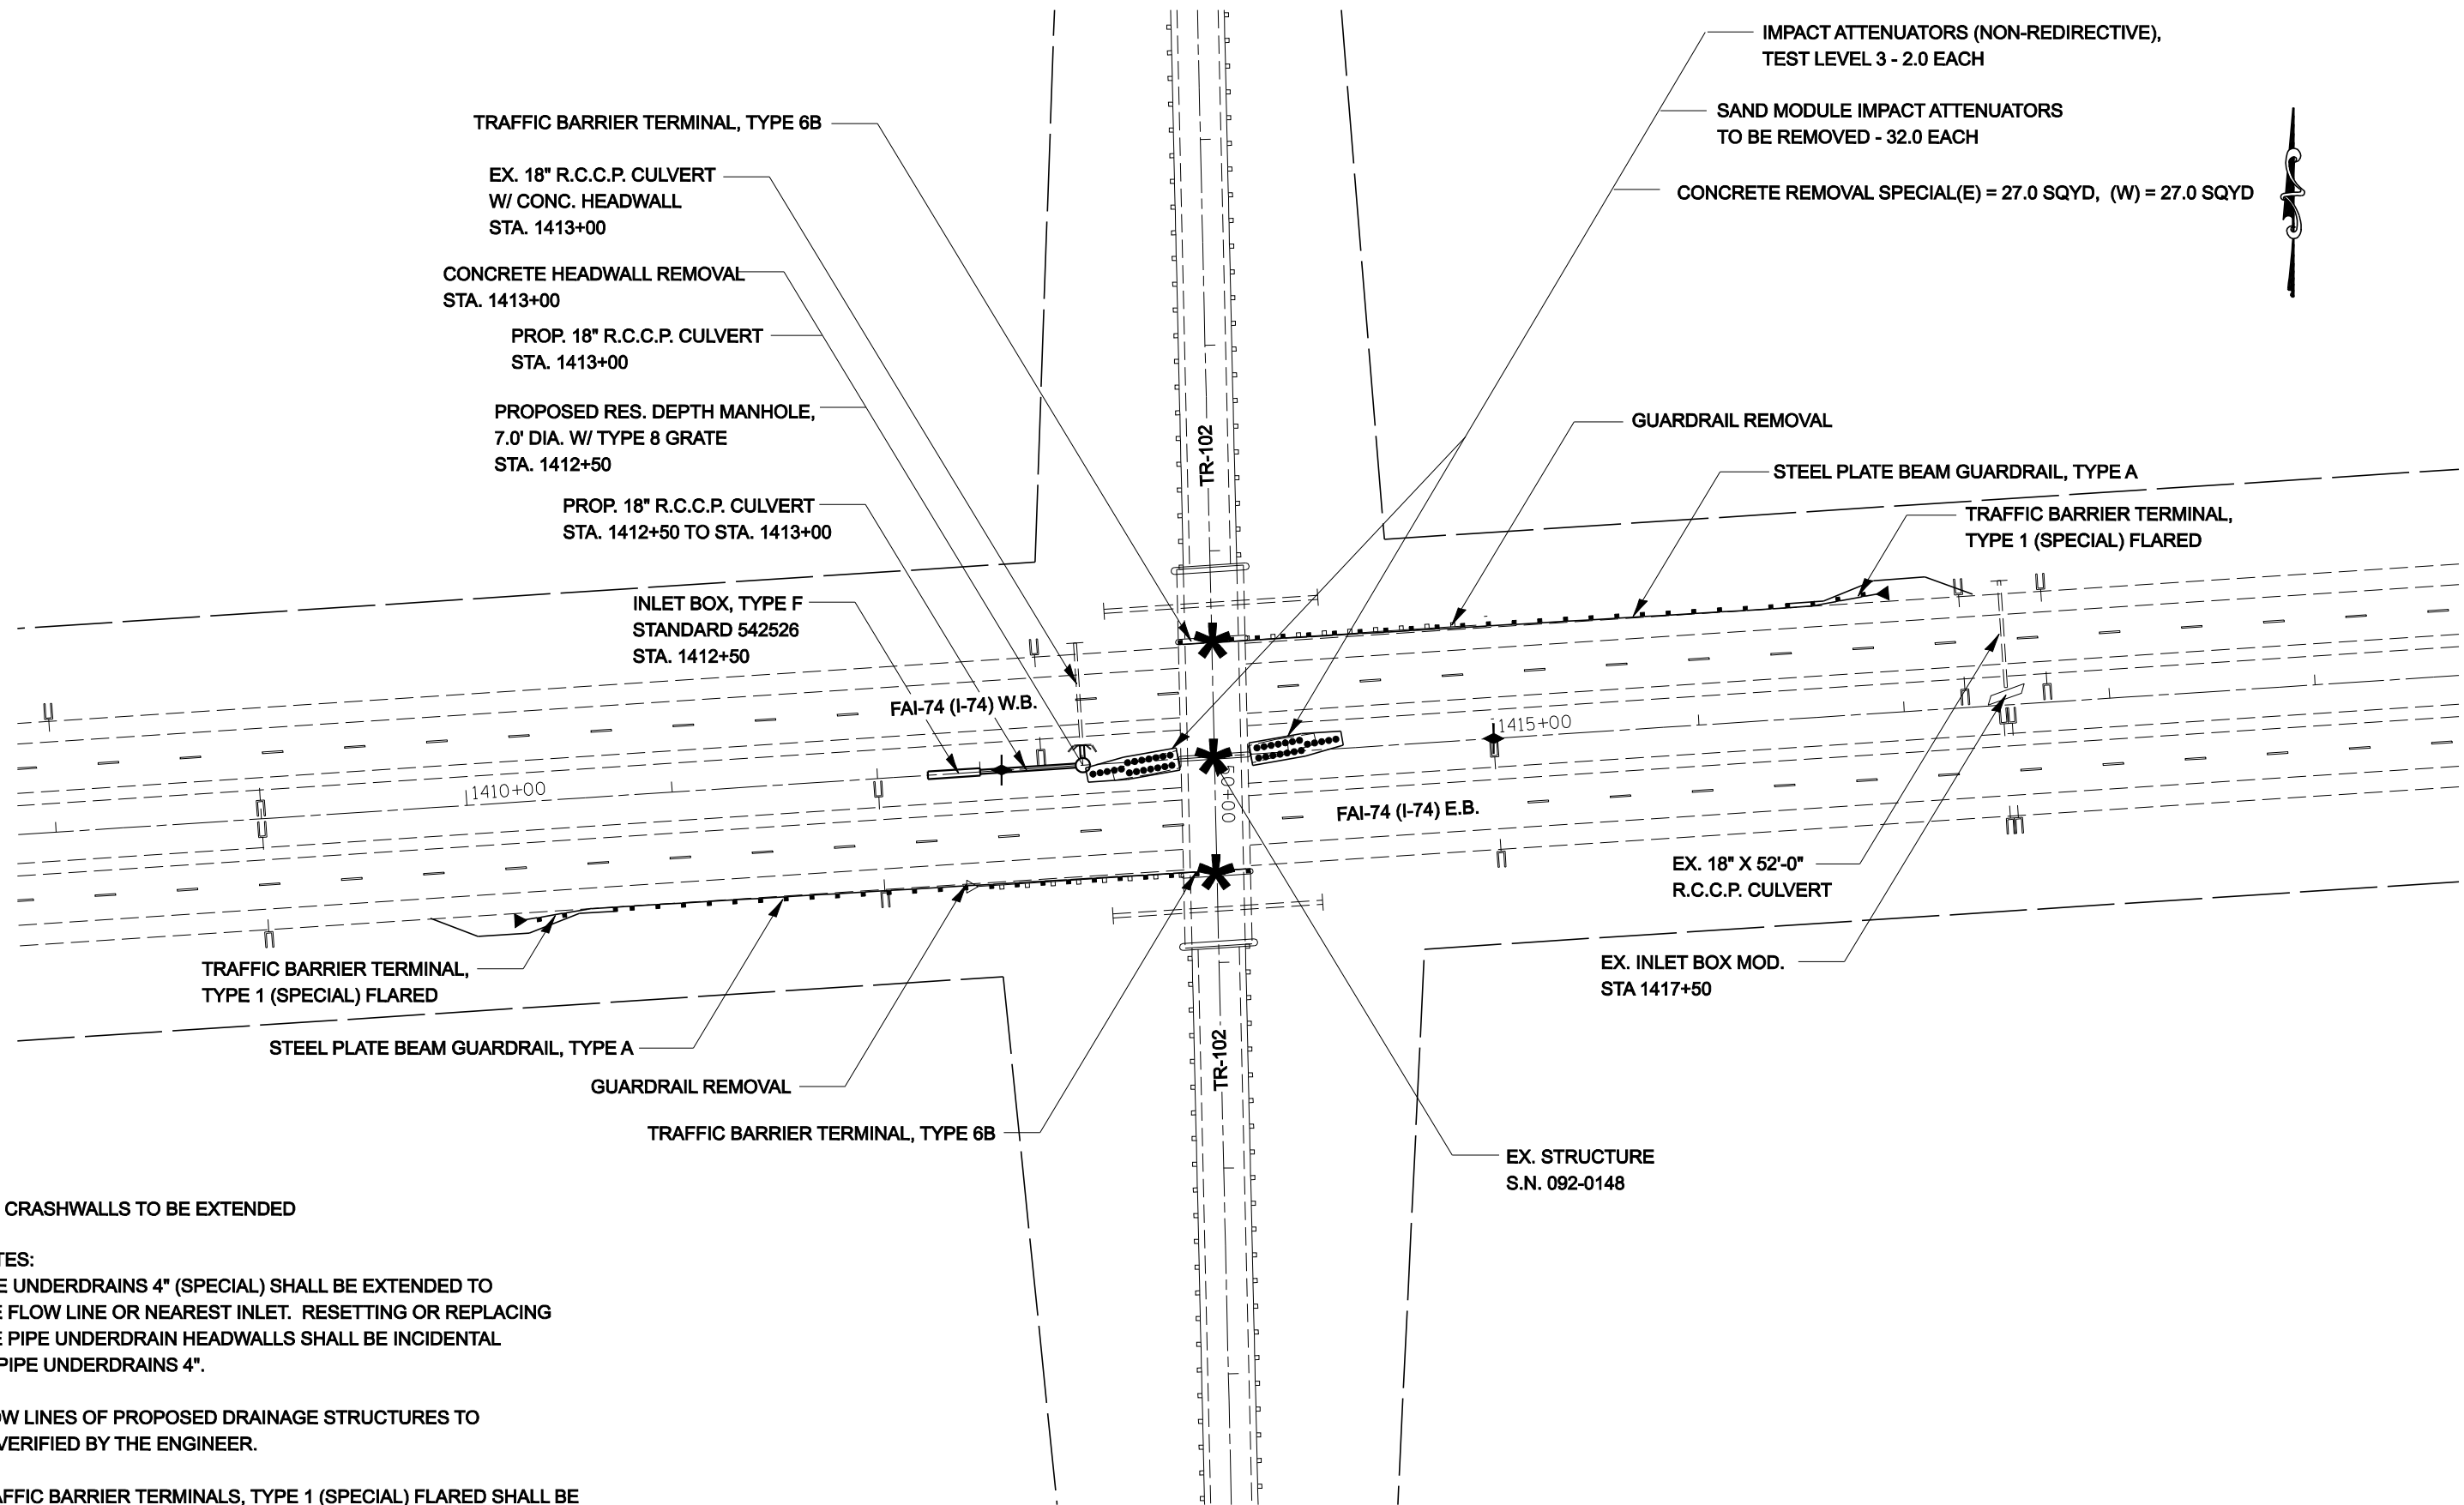 IMPACT ATTENUATORS (NON-REDIRECTIVE),
TEST LEVEL 3 - 2.0 EACH
SAND MODULE IMPACT ATTENUATORS
TO BE REMOVED - 32.0 EACH
CONCRETE REMOVAL SPECIAL(E) = 27.0 SQYD, (W) = 27.0 SQYD
TRAFFIC BARRIER TERMINAL, TYPE 6B
EX. 18" R.C.C.P. CULVERT
W/ CONC. HEADWALL
STA. 1413+00
CONCRETE HEADWALL REMOVAL
STA. 1413+00
PROP. 18" R.C.C.P. CULVERT
STA. 1413+00
PROPOSED RES. DEPTH MANHOLE,
7.0' DIA. W/ TYPE 8 GRATE
STA. 1412+50
PROP. 18" R.C.C.P. CULVERT
STA. 1412+50 TO STA. 1413+00
INLET BOX, TYPE F
STANDARD 542526
STA. 1412+50
TR-102
GUARDRAIL REMOVAL
STEEL PLATE BEAM GUARDRAIL, TYPE A
TRAFFIC BARRIER TERMINAL,
TYPE 1 (SPECIAL) FLARED
FAI-74 (I-74) W.B.
1415+00
1410+00
FAI-74 (I-74) E.B.
EX. 18" X 52'-0"
R.C.C.P. CULVERT
EX. INLET BOX MOD.
STA 1417+50
TRAFFIC BARRIER TERMINAL,
TYPE 1 (SPECIAL) FLARED
STEEL PLATE BEAM GUARDRAIL, TYPE A
GUARDRAIL REMOVAL
TRAFFIC BARRIER TERMINAL, TYPE 6B
TR-102
EX. STRUCTURE
S.N. 092-0148
CRASHWALLS TO BE EXTENDED
TES:
E UNDERDRAINS 4" (SPECIAL) SHALL BE EXTENDED TO
E FLOW LINE OR NEAREST INLET. RESETTING OR REPLACING
E PIPE UNDERDRAIN HEADWALLS SHALL BE INCIDENTAL
PIPE UNDERDRAINS 4".
OW LINES OF PROPOSED DRAINAGE STRUCTURES TO
VERIFIED BY THE ENGINEER.
AFFIC BARRIER TERMINALS, TYPE 1 (SPECIAL) FLARED SHALL BE